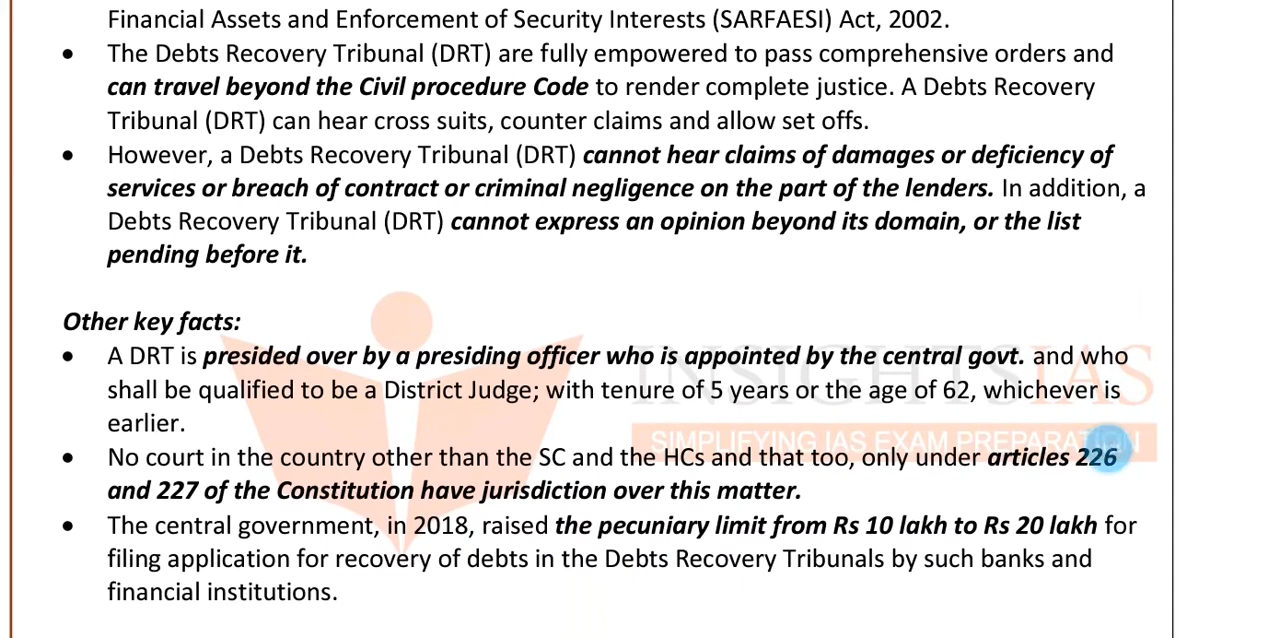 Financial Assets and Enforcement of Security Interests (SARFAESI) Act, 2002.
• The Debts Recovery Tribunal (DRT) are fully empowered to pass comprehensive orders and
can travel beyond the Civil procedure Code to render complete justice. A Debts Recovery
Tribunal (DRT) can hear cross suits, counter claims and allow set offs.
• However, a Debts Recovery Tribunal (DRT) cannot hear claims of damages or deficiency of
services or breach of contract or criminal negligence on the part of the lenders. In addition, a
Debts Recovery Tribunal (DRT) cannot express an opinion beyond its domain, or the list
pending before it.
Other key facts:
• A DRT is presided over by a presiding officer who is appointed by the central govt. and who
shall be qualified to be a District Judge; with tenure of 5 years or the age of 62, whichever is
earlier.
• No court in the country other than the SC and the HCs and that too, only under articles 226
and 227 of the Constitution have jurisdiction over this matter.
• The central government, in 2018, raised the pecuniary limit from Rs 10 lakh to Rs 20 lakh for
filing application for recovery of debts in the Debts Recovery Tribunals by such banks and
financial institutions.
INSIGHTSIAS
SIMPLIFYING IAS EXAM PREPARATION